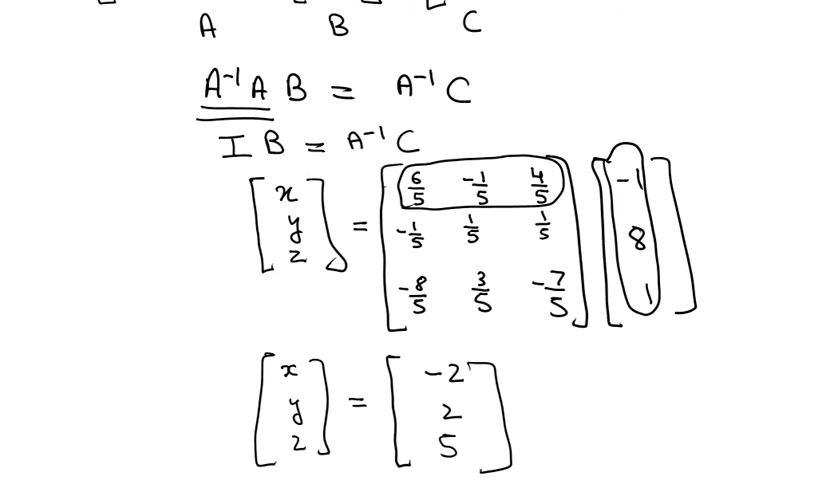 A B C
A⁻¹ A B = A⁻¹ C
I B = A⁻¹ C
[x y z] = [6/5 -1/5 4/5; -1/5 1/5 1/5; -8/5 3/5 -7/5] [-1 8 1]
[x y z] = [-2 2 5]